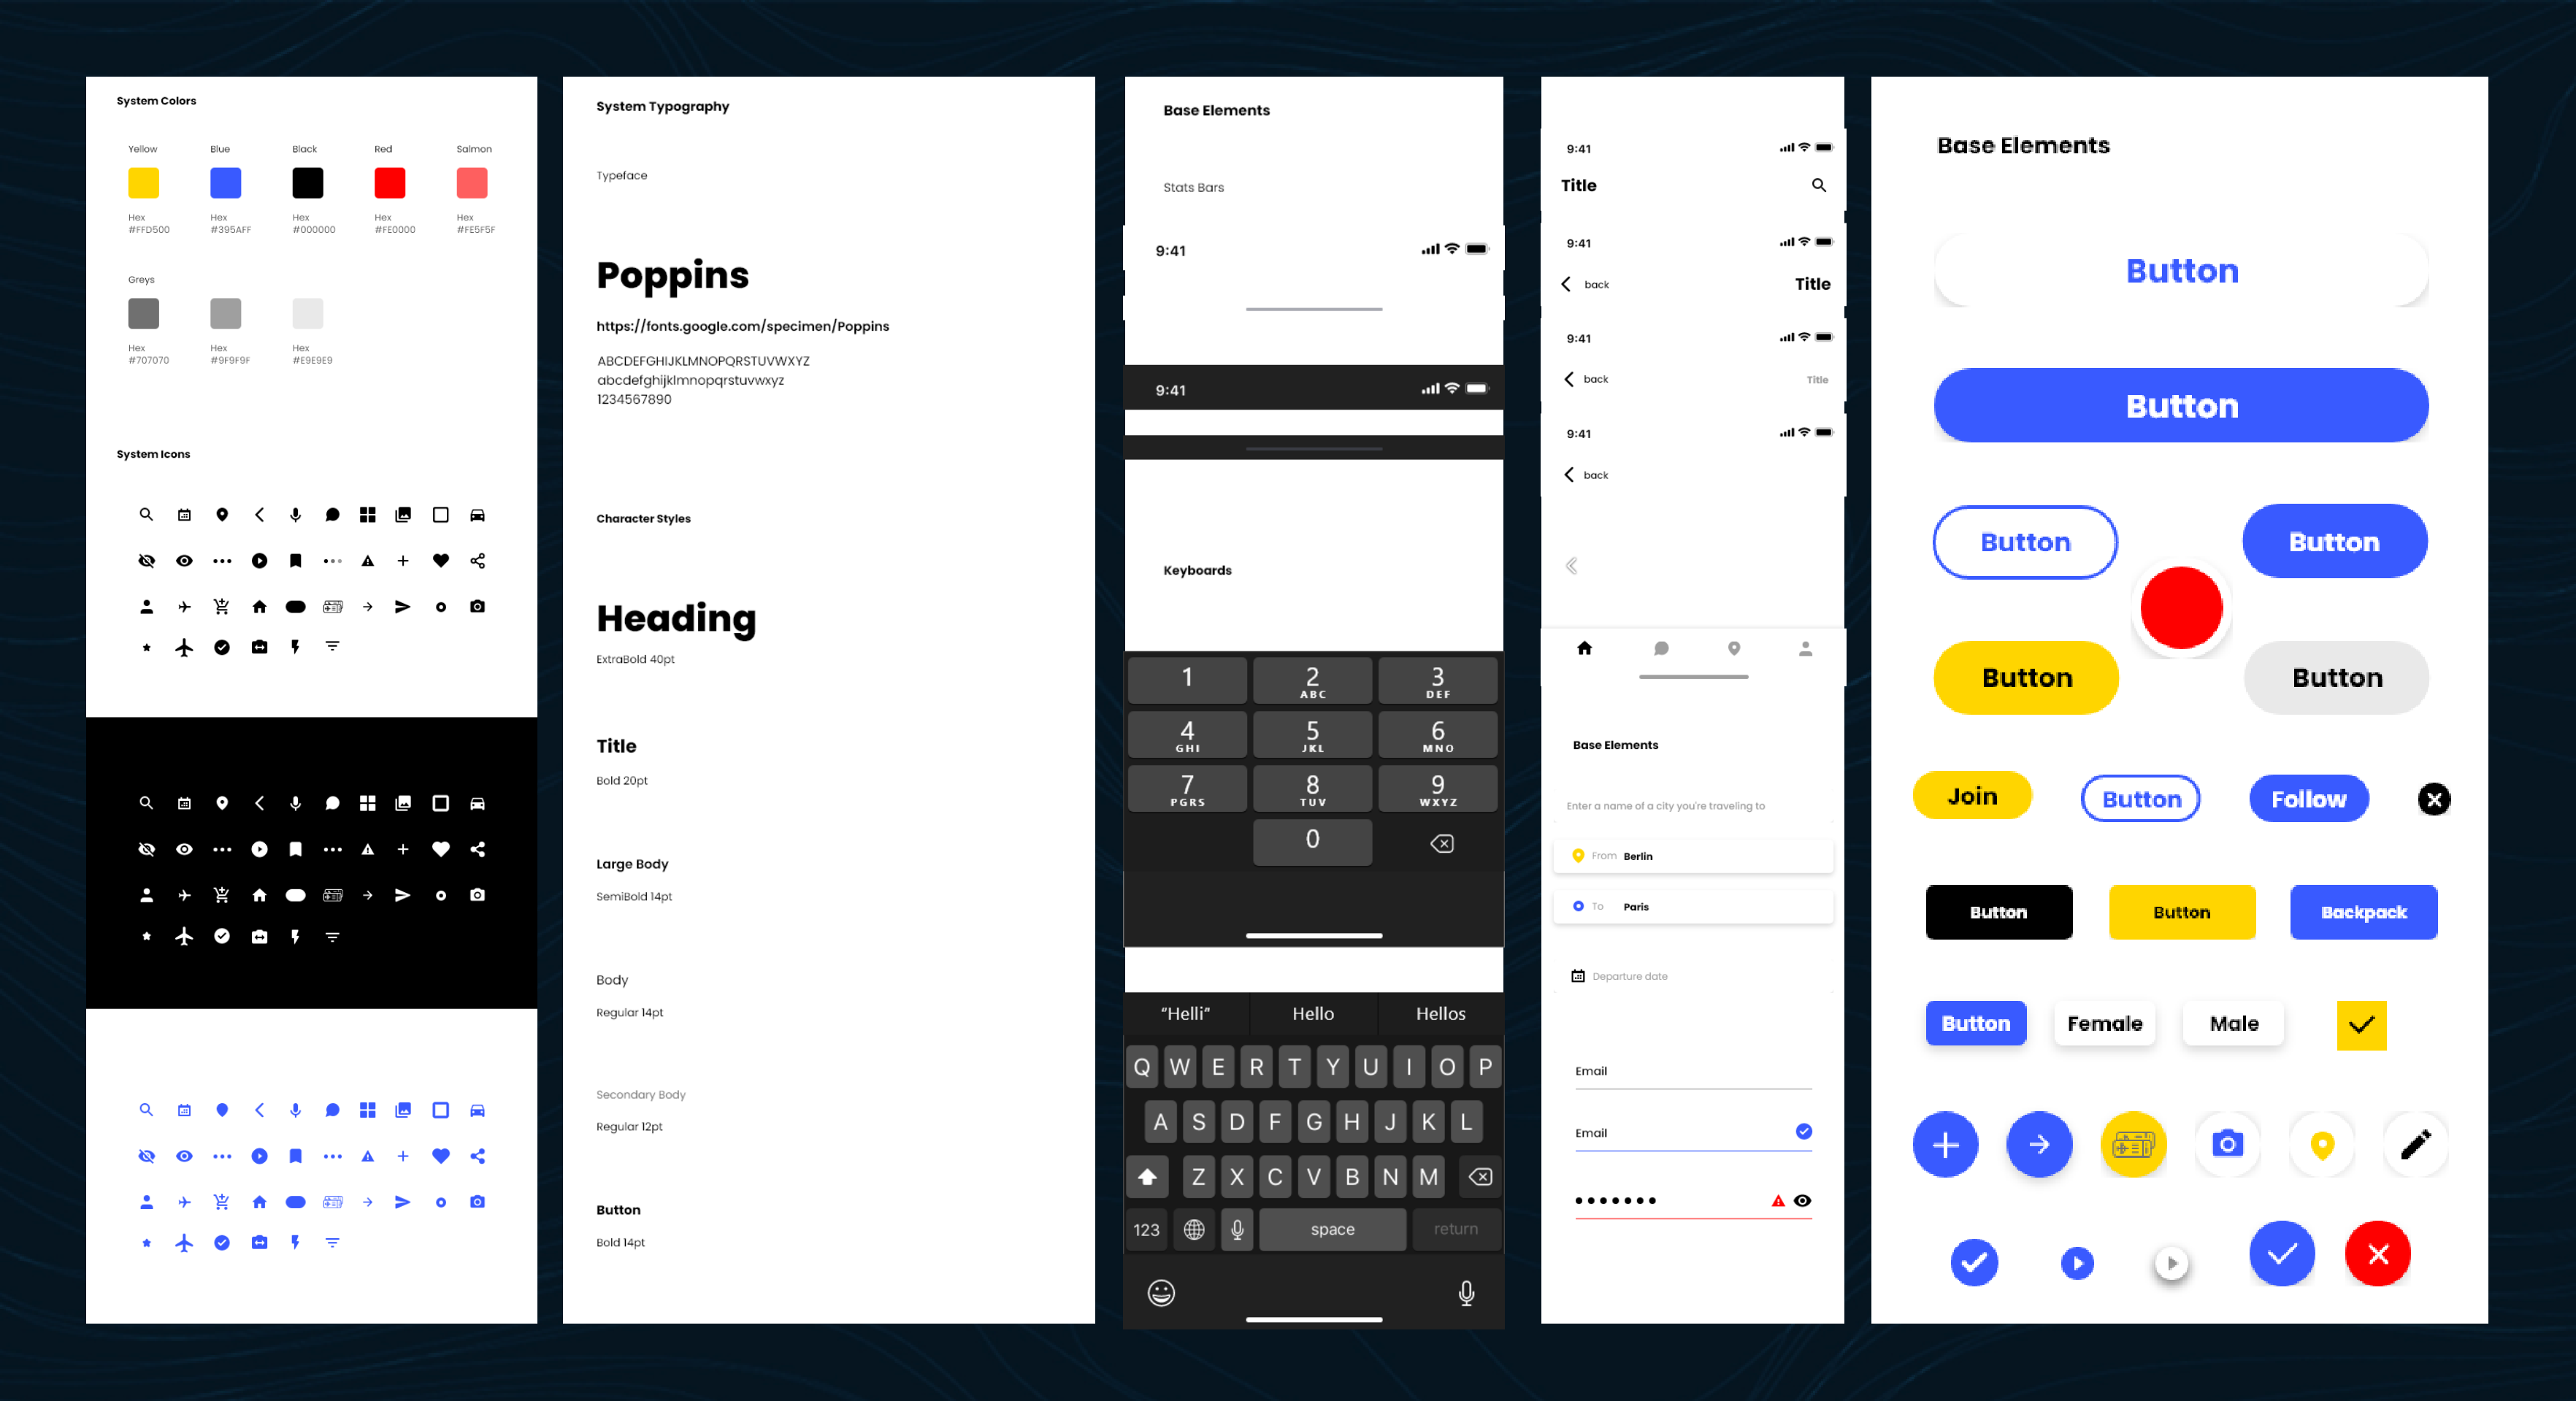 System Colors
Yellow Blue Black Red Salmon
Hex Hex Hex Hex Hex
#FFD500 #395AFF #000000 #FE0000 #FE5F5F
Greys
Hex Hex Hex
#707070 #9F9F9F #E9E9E9
System Icons
System Typography
Typeface
Poppins
https://fonts.google.com/specimen/Poppins
ABCDEFGHIJKLMNOPQRSTUVWXYZ
abcdefghijklmnopqrstuvwxyz
1234567890
Character Styles
Heading
ExtraBold 40pt
Title
Bold 20pt
Large Body
SemiBold 14pt
Body
Regular 14pt
Secondary Body
Regular 12pt
Button
Bold 14pt
Base Elements
Stats Bars
9:41
9:41
Keyboards
1 2 3
ABC DEF
4 5 6
GHI JKL MNO
7 8 9
PGRS TUV WXYZ
0
“Helli” Hello Hellos
Q W E R T Y U I O P
A S D F G H J K L
Z X C V B N M
123 space return
9:41
Title
9:41
back Title
9:41
back Title
9:41
back
Base Elements
Enter a name of a city you're traveling to
From Berlin
To Paris
Departure date
Email
Email
Base Elements
Button
Button
Button Button
Button Button
Join Button Follow
Button Button Backpack
Button Female Male